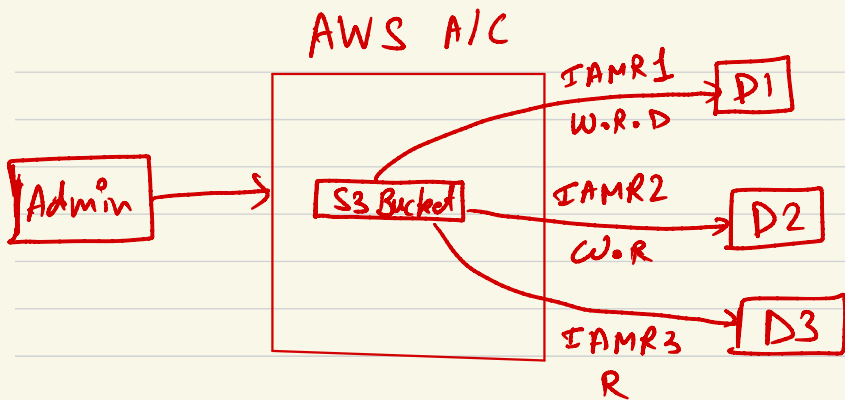 AWS A/C
IAMR1
D1
W.R.D
Admin
S3 Bucket
IAMR2
D2
W.R
IAMR3
D3
R